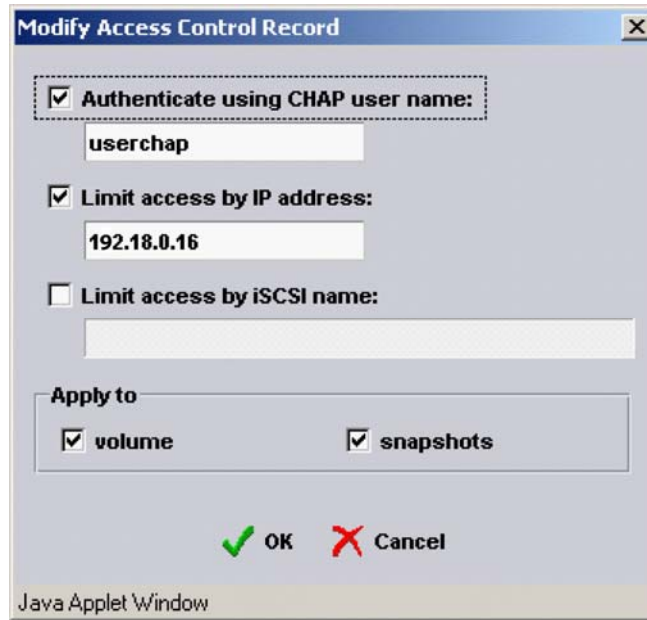 Modify Access Control Record
Authenticate using CHAP user name:
userchap
Limit access by IP address:
192.18.0.16
Limit access by iSCSI name:
Apply to
volume snapshots
OK Cancel
Java Applet Window